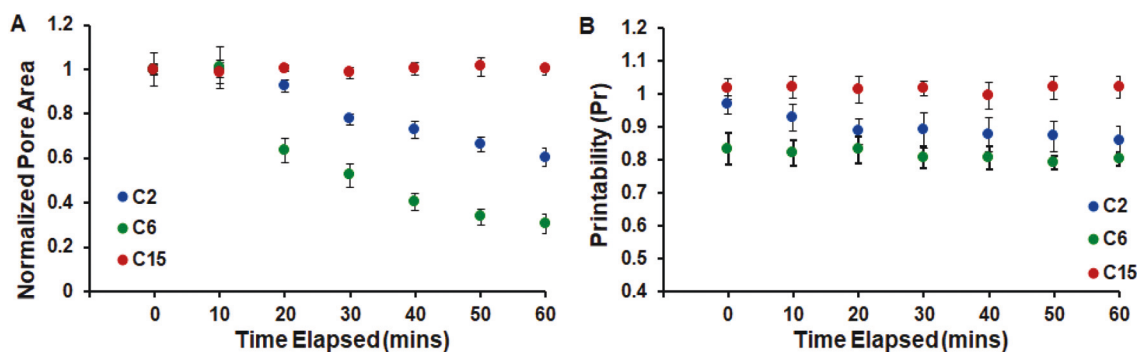 A
Normalized Pore Area
1.2
1
0.8
0.6
0.4
0.2
0
C2
C6
C15
0 10 20 30 40 50 60
Time Elapsed (mins)
B
Printability (Pr)
1.2
1.1
1
0.9
0.8
0.7
0.6
0.5
0.4
C2
C6
C15
0 10 20 30 40 50 60
Time Elapsed (mins)